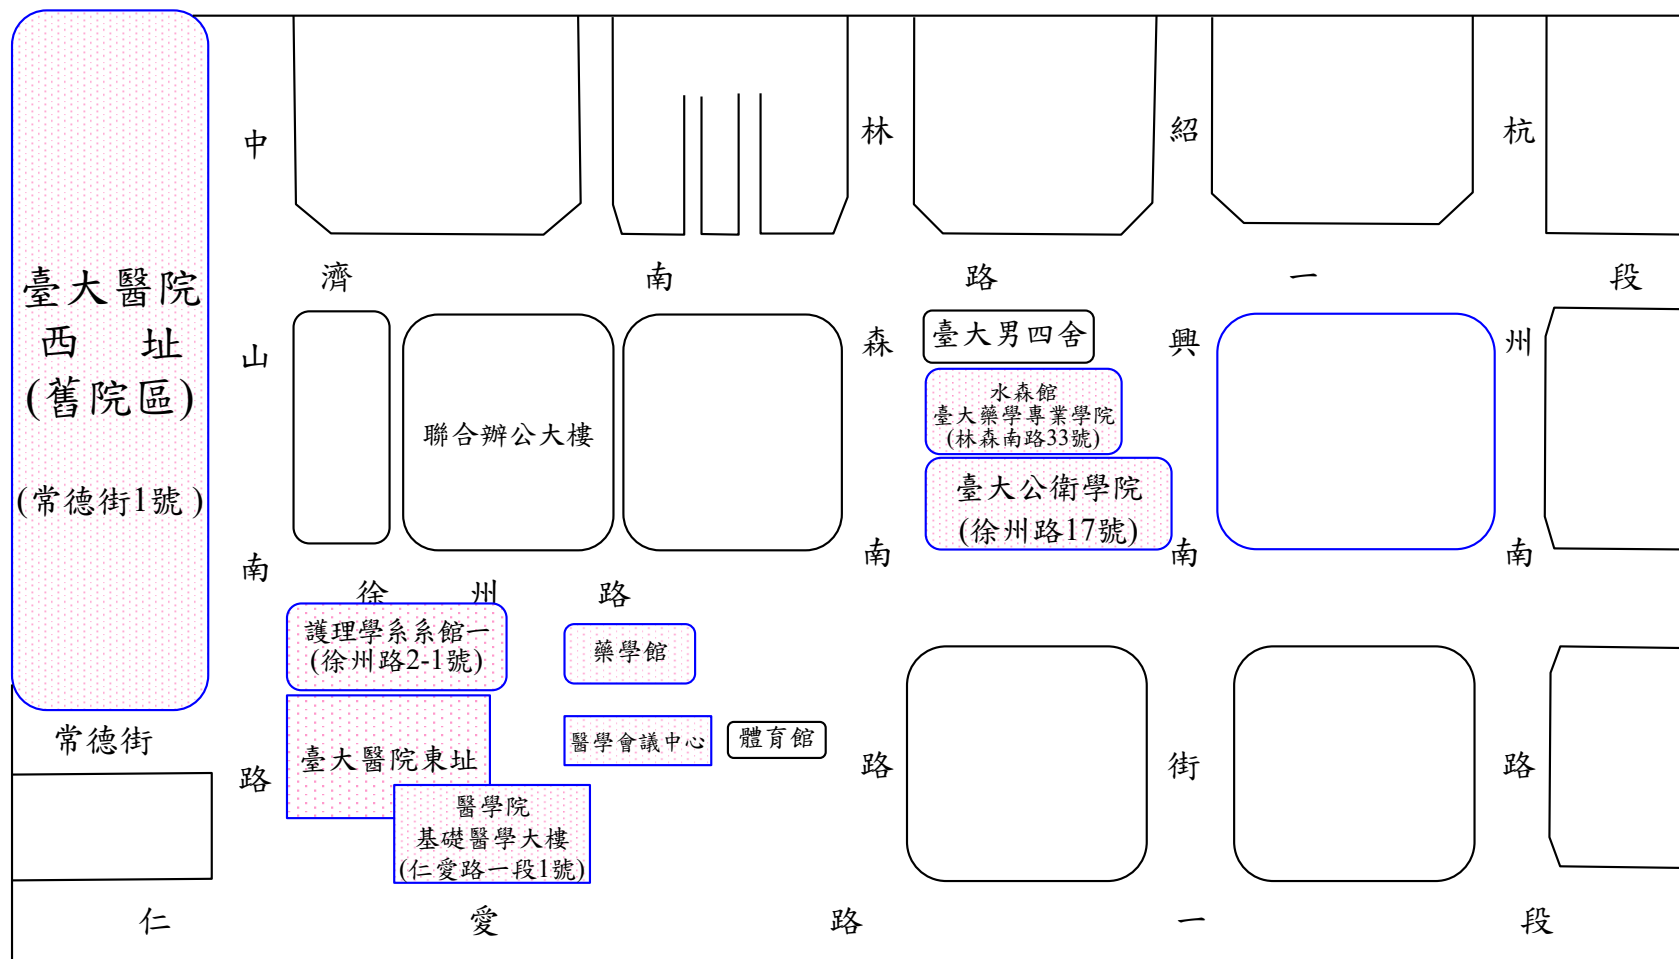 臺大醫院
西 址
(舊院區)
(常德街1號)
常德街
中山南路
濟南路一段
林森南路
紹興南街
杭州南路
聯合辦公大樓
臺大男四舍
水森館
臺大藥學專業學院
(林森南路33號)
臺大公衛學院
(徐州路17號)
徐州路
護理學系系館一
(徐州路2-1號)
藥學館
臺大醫院東址
醫學會議中心
體育館
醫學院
基礎醫學大樓
(仁愛路一段1號)
仁愛路一段